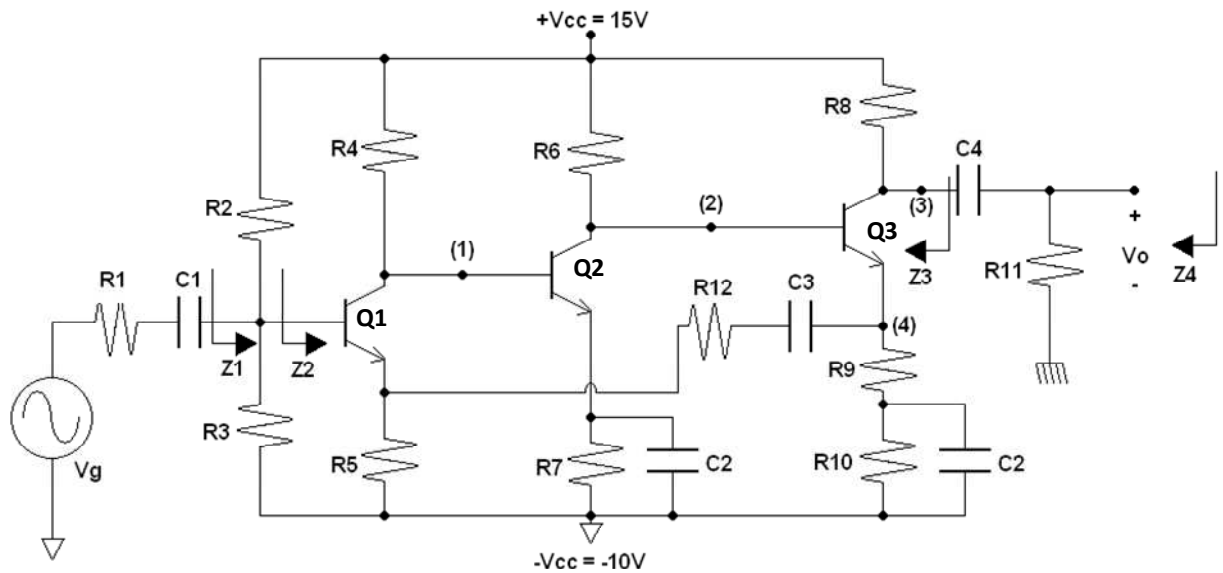 +Vcc = 15V
R8
R4
R6
C4
R2
(1)
(2)
(3)
Q3
+
Q2
Z3
R11
Vo
Z4
R1
C1
R12
C3
-
Q1
(4)
Z1
Z2
R9
R3
R5
R7
C2
R10
C2
Vg
-Vcc = -10V